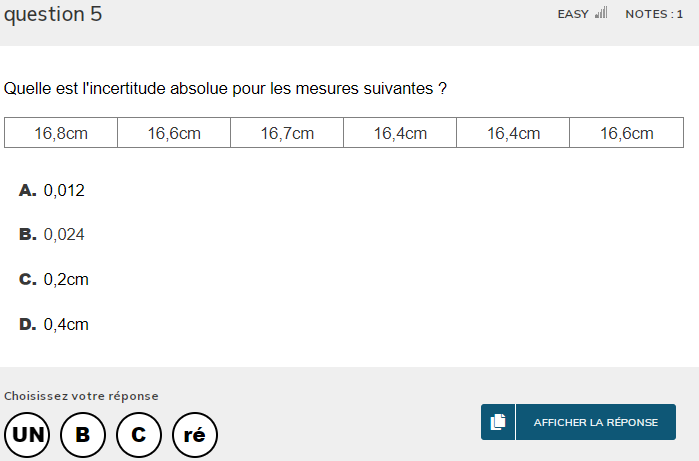 question 5
EASY NOTES : 1
Quelle est l'incertitude absolue pour les mesures suivantes ?
16,8cm 16,6cm 16,7cm 16,4cm 16,4cm 16,6cm
A. 0,012
B. 0,024
C. 0,2cm
D. 0,4cm
Choisissez votre réponse
UN B C ré
AFFICHER LA RÉPONSE